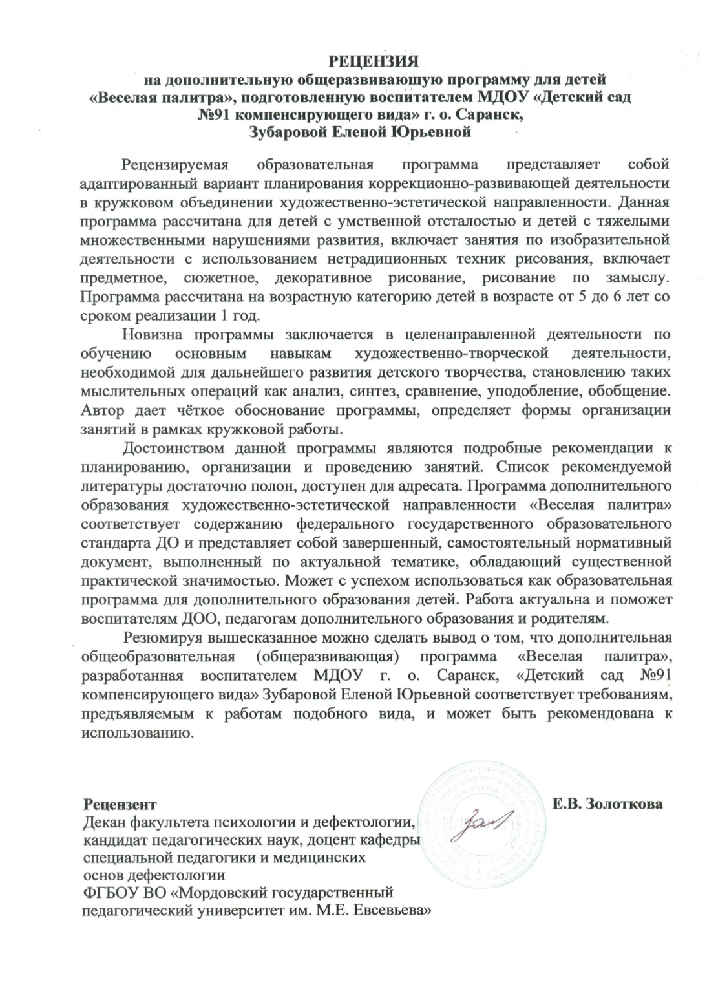 РЕЦЕНЗИЯ
на дополнительную общеразвивающую программу для детей
«Веселая палитра», подготовленную воспитателем МДОУ «Детский сад
№91 компенсирующего вида» г. о. Саранск,
Зубаровой Еленой Юрьевной
Рецензируемая образовательная программа представляет собой
адаптированный вариант планирования коррекционно-развивающей деятельности
в кружковом объединении художественно-эстетической направленности. Данная
программа рассчитана для детей с умственной отсталостью и детей с тяжелыми
множественными нарушениями развития, включает занятия по изобразительной
деятельности с использованием нетрадиционных техник рисования, включает
предметное, сюжетное, декоративное рисование, рисование по замыслу.
Программа рассчитана на возрастную категорию детей в возрасте от 5 до 6 лет со
сроком реализации 1 год.
Новизна программы заключается в целенаправленной деятельности по
обучению основным навыкам художественно-творческой деятельности,
необходимой для дальнейшего развития детского творчества, становлению таких
мыслительных операций как анализ, синтез, сравнение, уподобление, обобщение.
Автор дает чёткое обоснование программы, определяет формы организации
занятий в рамках кружковой работы.
Достоинством данной программы являются подробные рекомендации к
планированию, организации и проведению занятий. Список рекомендуемой
литературы достаточно полон, доступен для адресата. Программа дополнительного
образования художественно-эстетической направленности «Веселая палитра»
соответствует содержанию федерального государственного образовательного
стандарта ДО и представляет собой завершенный, самостоятельный нормативный
документ, выполненный по актуальной тематике, обладающий существенной
практической значимостью. Может с успехом использоваться как образовательная
программа для дополнительного образования детей. Работа актуальна и поможет
воспитателям ДОО, педагогам дополнительного образования и родителям.
Резюмируя вышесказанное можно сделать вывод о том, что дополнительная
общеобразовательная (общеразвивающая) программа «Веселая палитра»,
разработанная воспитателем МДОУ г. о. Саранск, «Детский сад №91
компенсирующего вида» Зубаровой Еленой Юрьевной соответствует требованиям,
предъявляемым к работам подобного вида, и может быть рекомендована к
использованию.
Рецензент Е.В. Золоткова
Декан факультета психологии и дефектологии,
кандидат педагогических наук, доцент кафедры
специальной педагогики и медицинских
основ дефектологии
ФГБОУ ВО «Мордовский государственный
педагогический университет им. М.Е. Евсевьева»